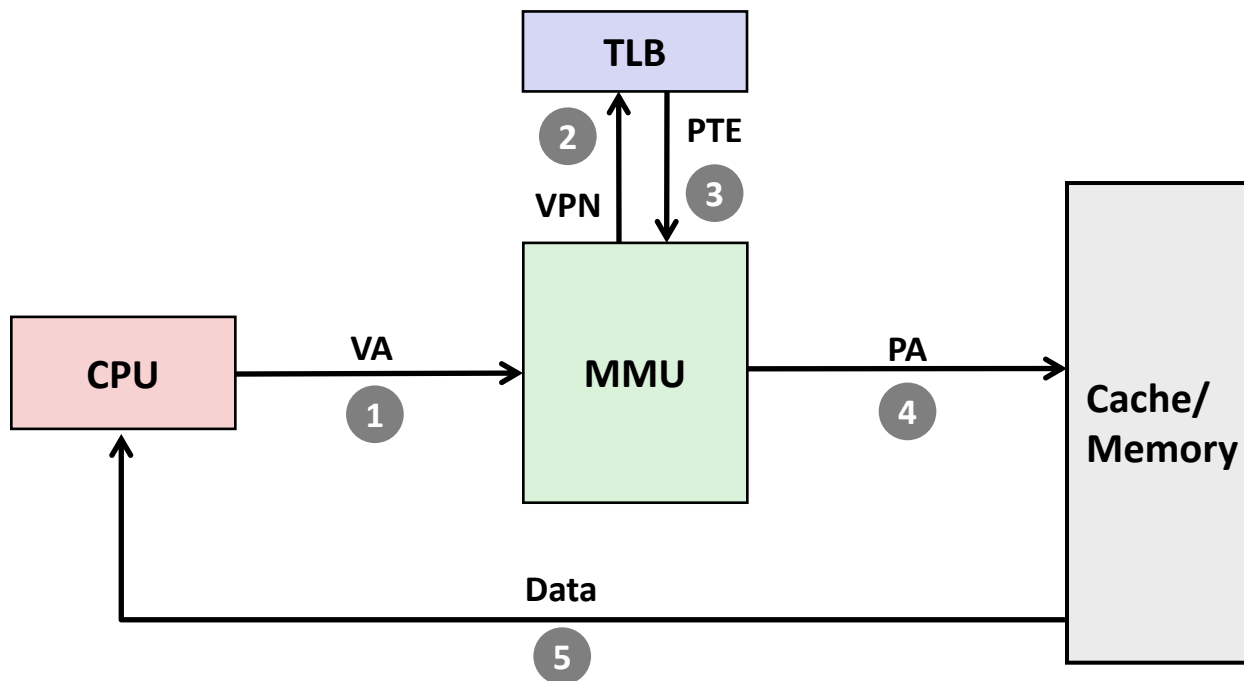 TLB
2
PTE
3
VPN
CPU
VA
1
MMU
PA
4
Cache/
Memory
Data
5